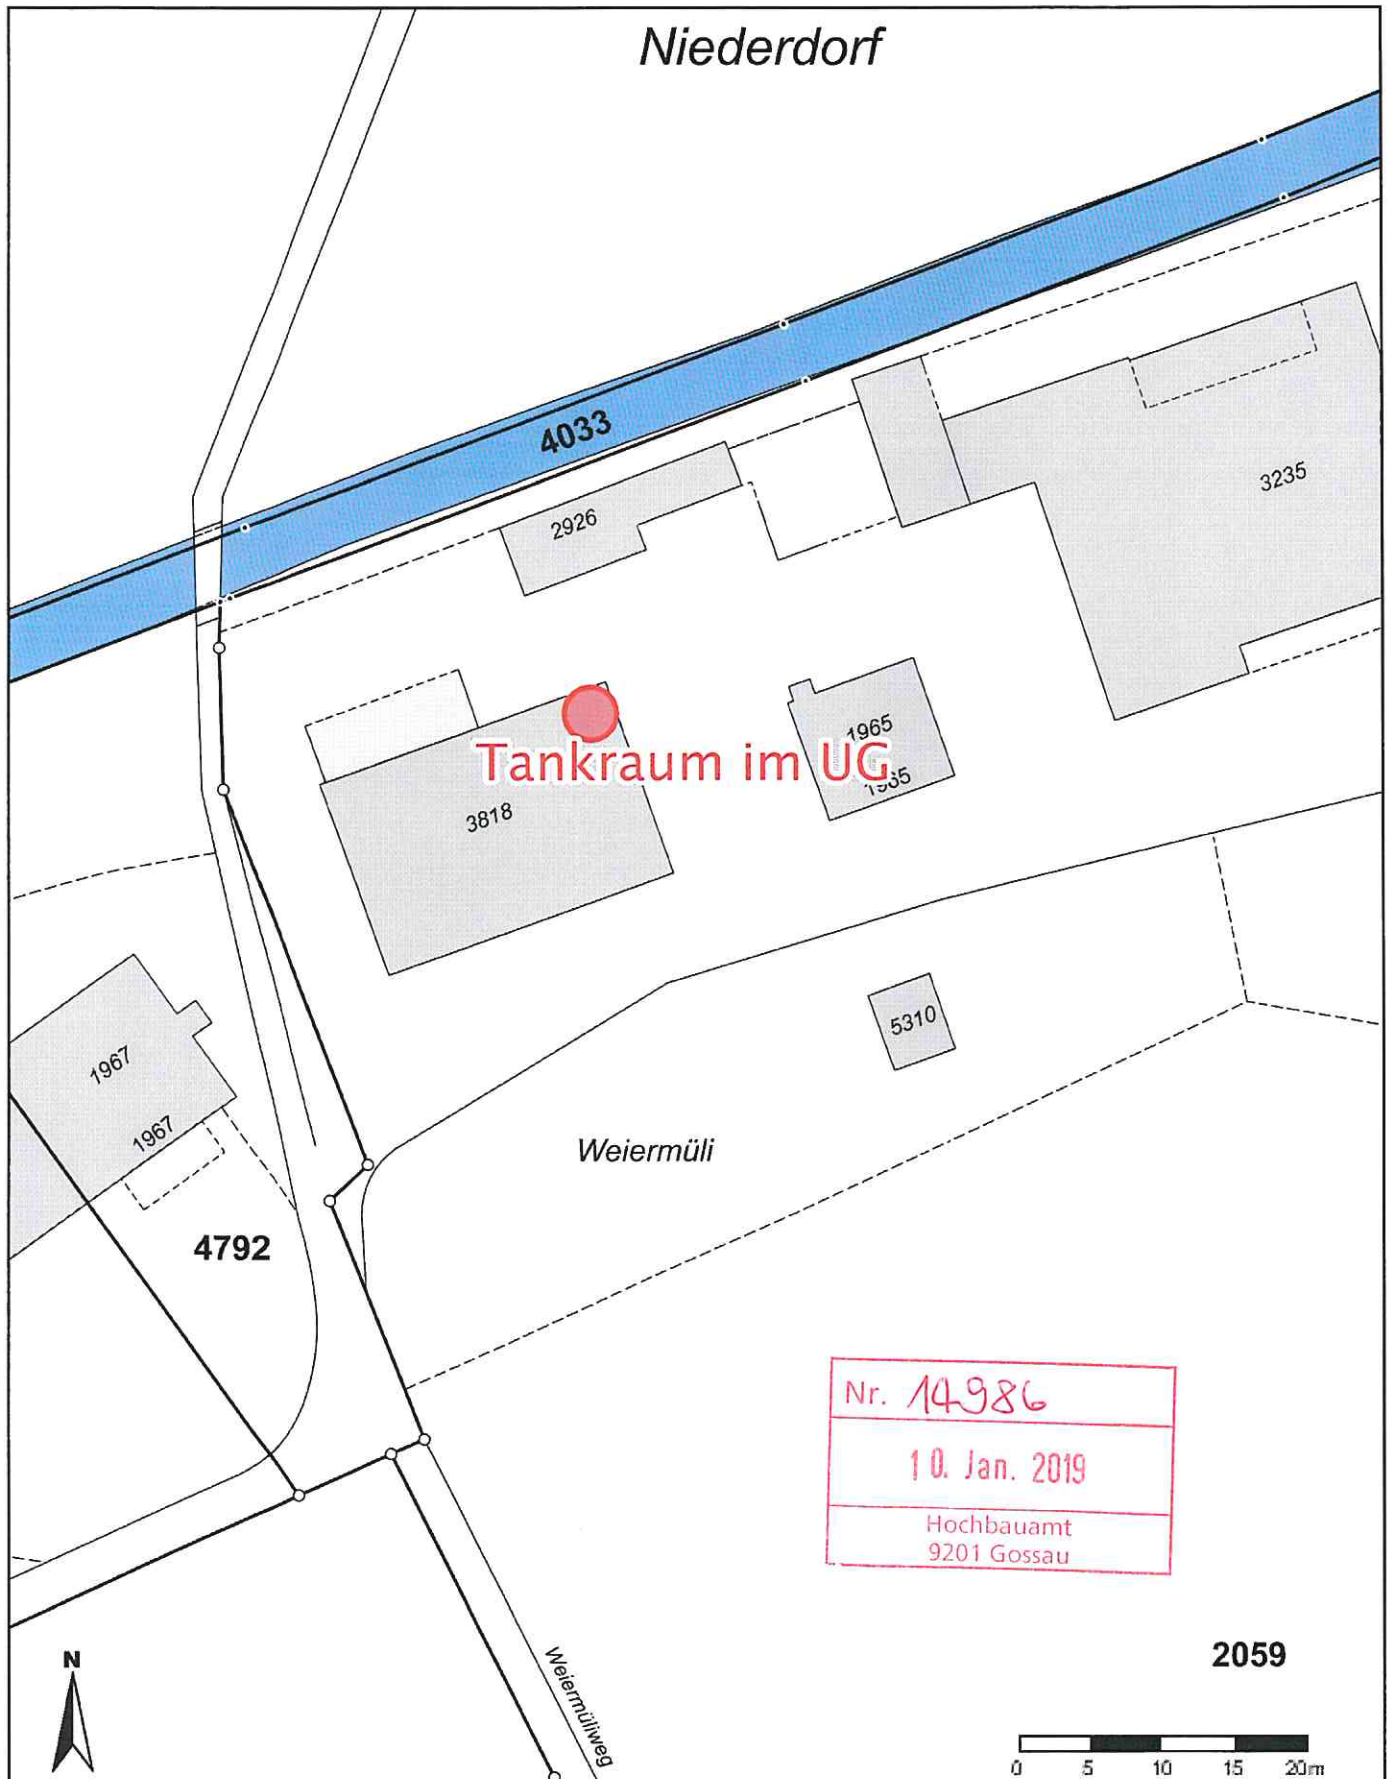 Niederdorf
4033
2926
3235
1965
Tankraum im UG
1965
3818
5310
1967
1967
Weiermüli
4792
Nr. 14986
10. Jan. 2019
Hochbauamt
9201 Gossau
2059
N
Weiermüliweg
0 5 10 15 20m